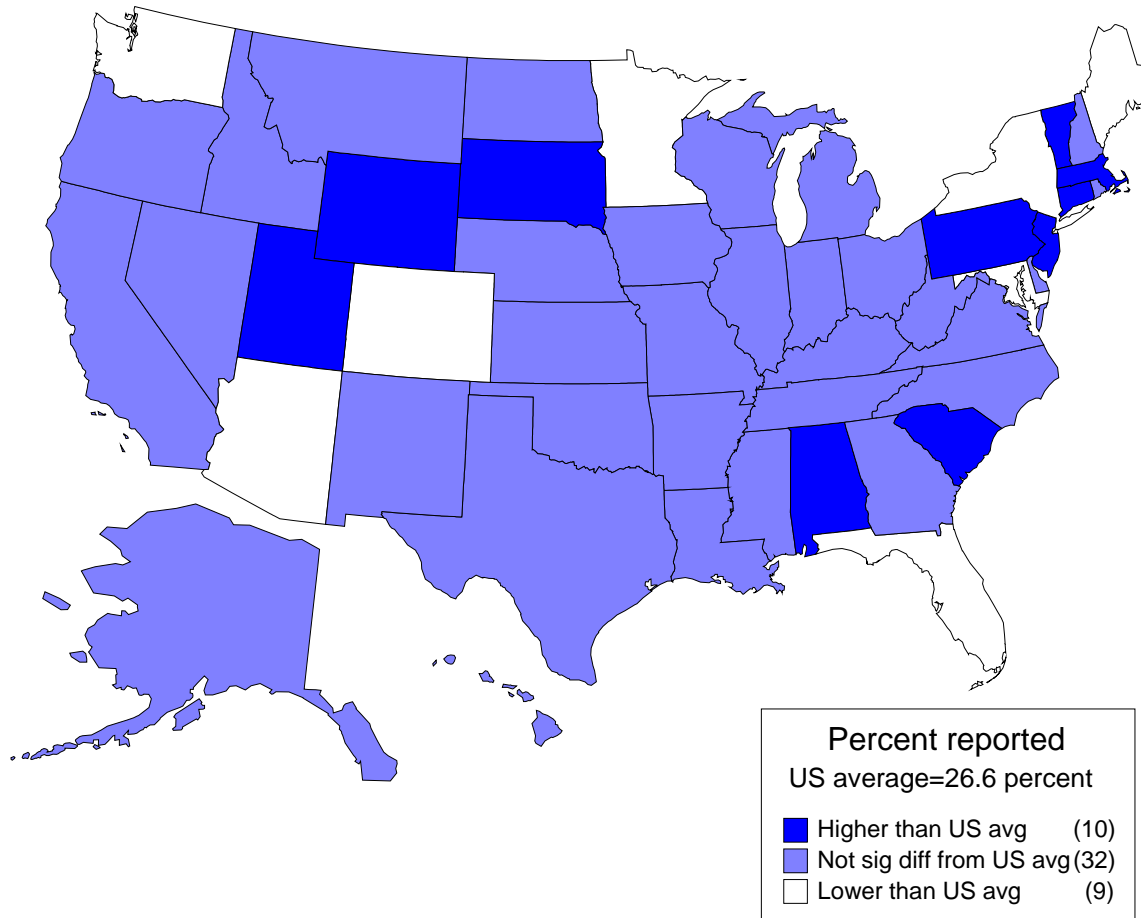 Percent reported
US average=26.6 percent
Higher than US avg (10)
Not sig diff from US avg (32)
Lower than US avg (9)